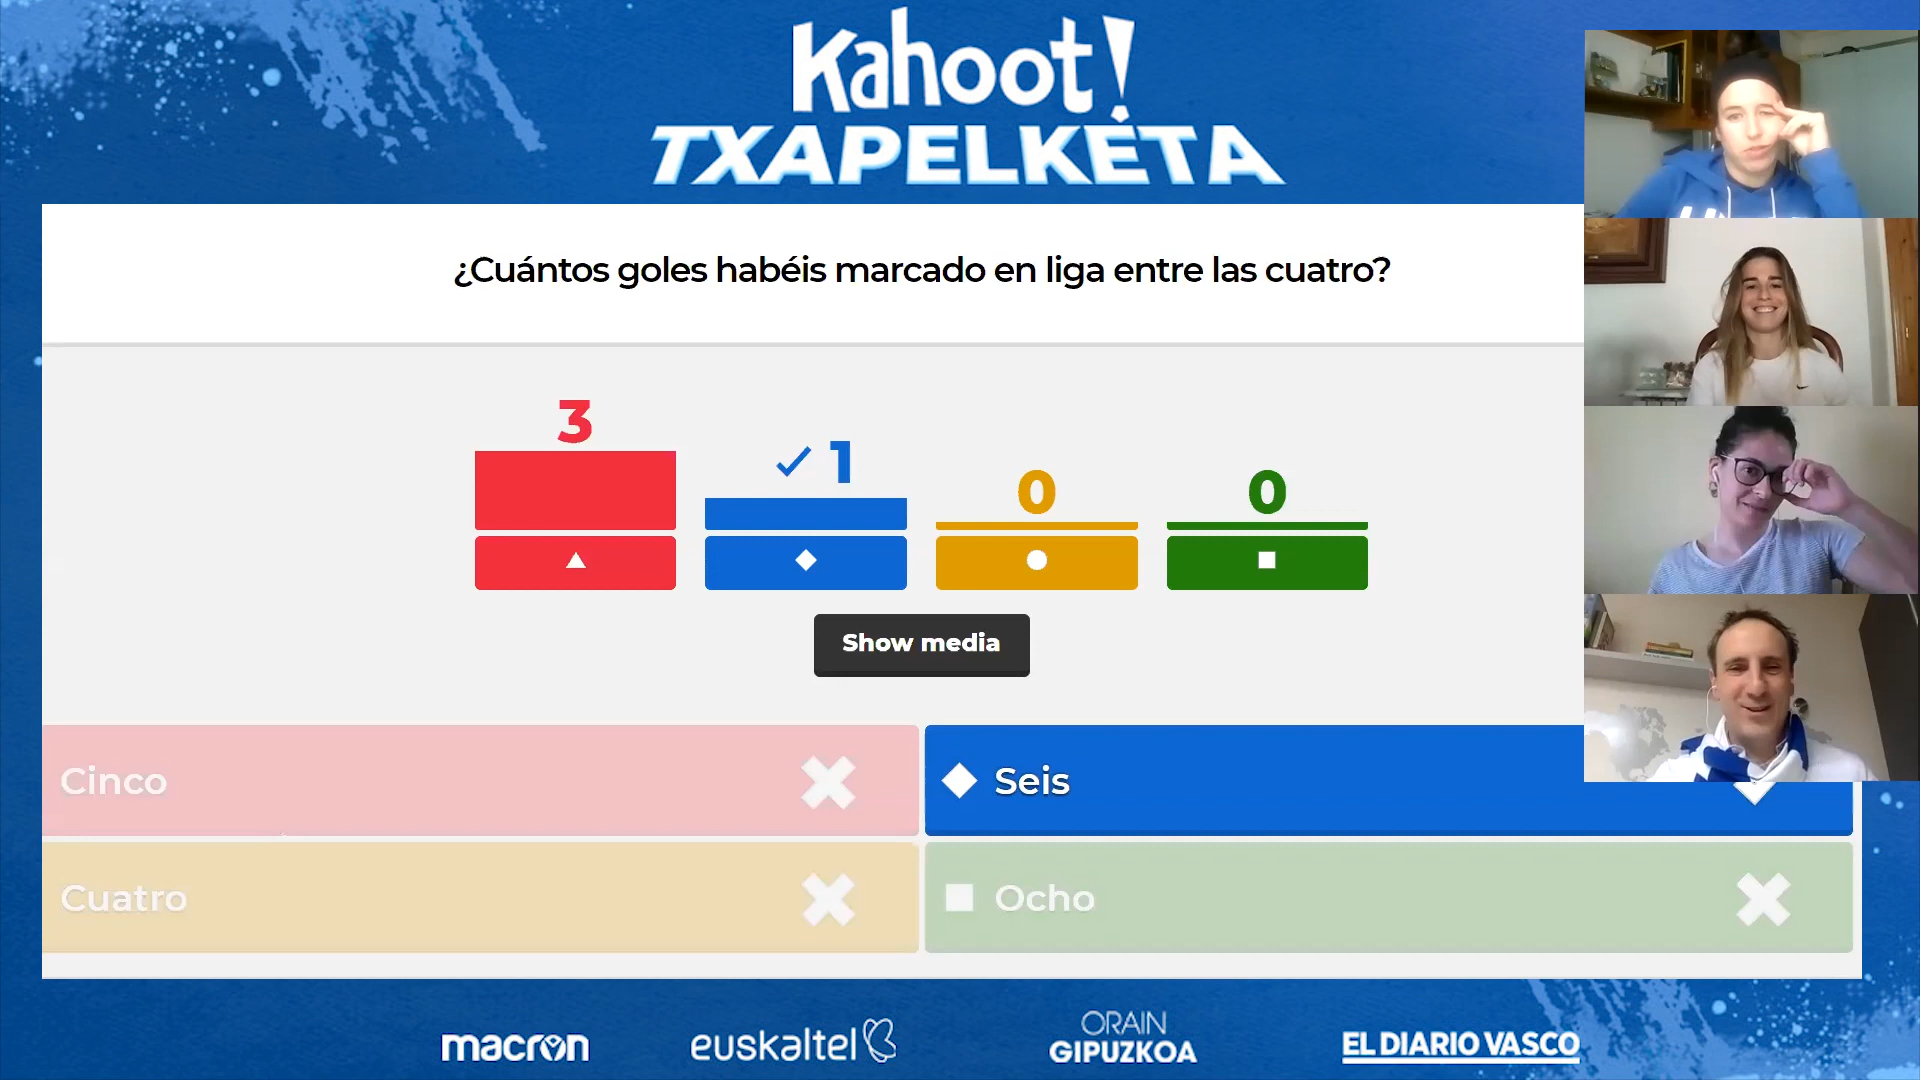 Kahoot!
TXAPELKETA
¿Cuántos goles habéis marcado en liga entre las cuatro?
3
1
0
0
Show media
Cinco
Seis
Cuatro
Ocho
macron
euskaltel
ORAIN
GIPUZKOA
EL DIARIO VASCO